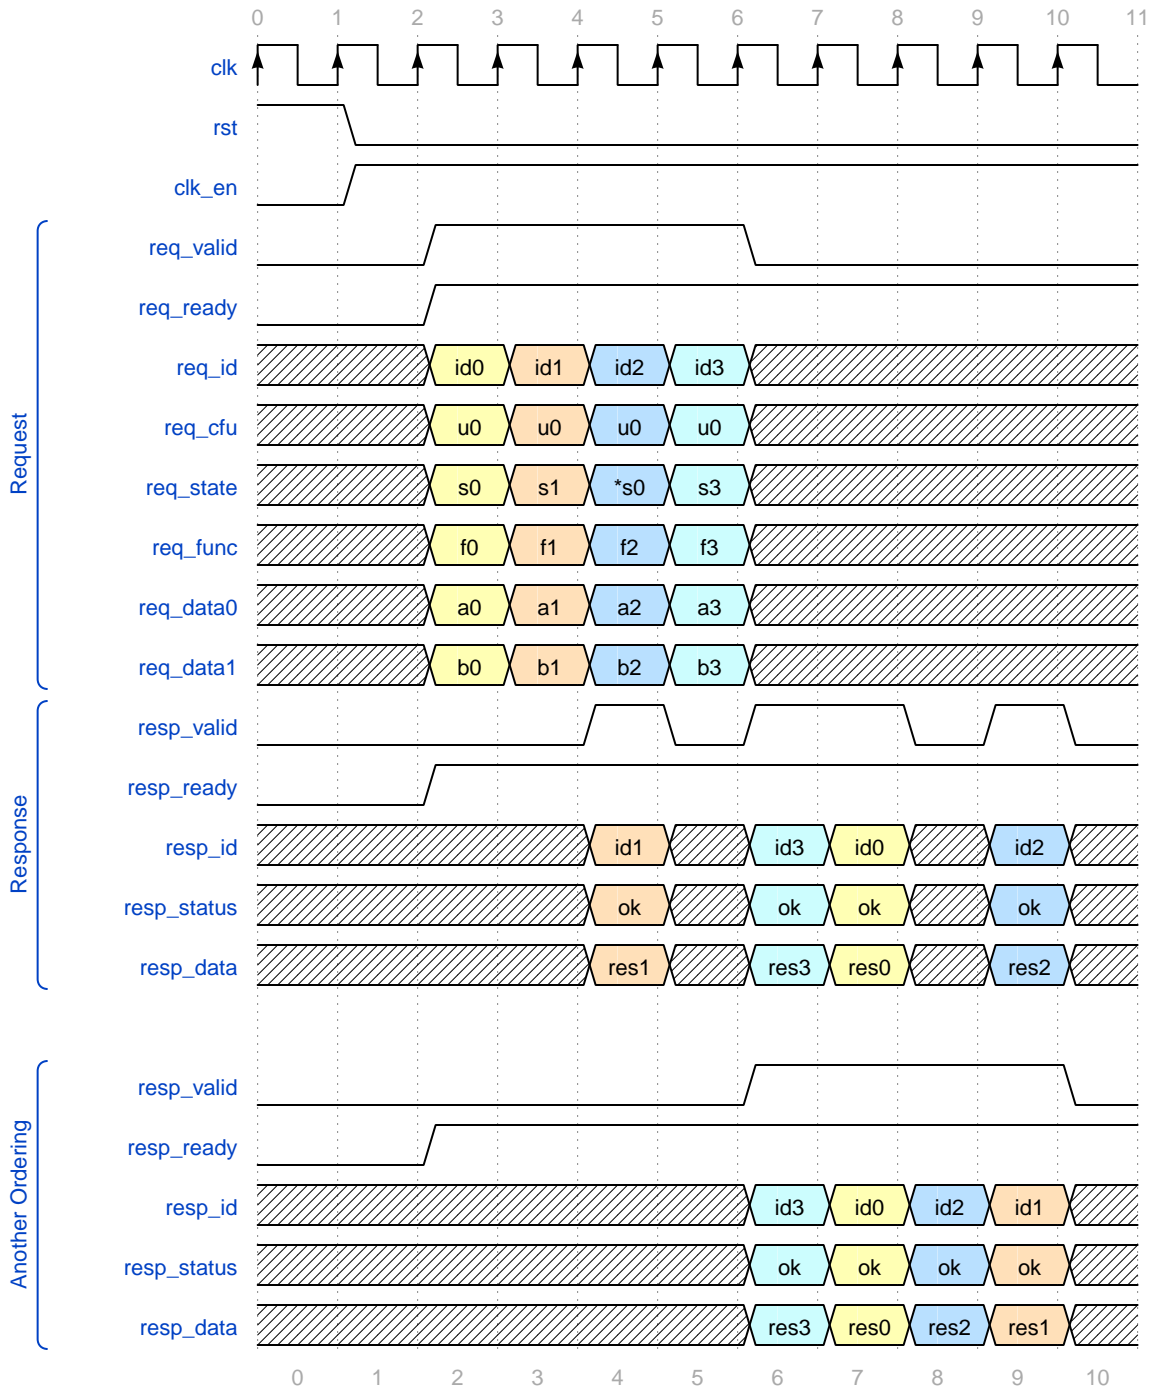 0 1 2 3 4 5 6 7 8 9 10 11
clk
rst
clk_en
Request
req_valid
req_ready
req_id id0 id1 id2 id3
req_cfu u0 u0 u0 u0
req_state s0 s1 *s0 s3
req_func f0 f1 f2 f3
req_data0 a0 a1 a2 a3
req_data1 b0 b1 b2 b3
Response
resp_valid
resp_ready
resp_id id1 id3 id0 id2
resp_status ok ok ok ok
resp_data res1 res3 res0 res2
Another Ordering
resp_valid
resp_ready
resp_id id3 id0 id2 id1
resp_status ok ok ok ok
resp_data res3 res0 res2 res1
0 1 2 3 4 5 6 7 8 9 10